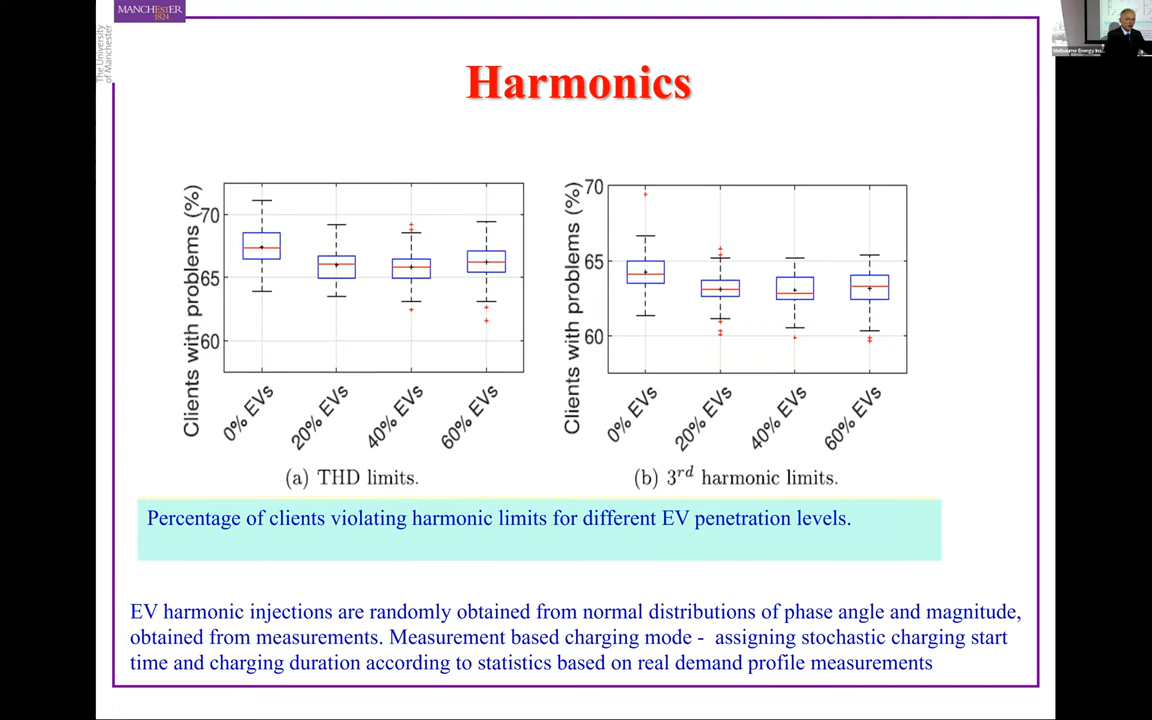 MANCHESTER
1824
The University
of Manchester
Melbourne Energy Ins...
Harmonics
Clients with problems (%)
70
65
60
0% EVs
20% EVs
40% EVs
60% EVs
(a) THD limits.
Clients with problems (%)
70
65
60
0% EVs
20% EVs
40% EVs
60% EVs
(b) 3rd harmonic limits.
Percentage of clients violating harmonic limits for different EV penetration levels.
EV harmonic injections are randomly obtained from normal distributions of phase angle and magnitude,
obtained from measurements. Measurement based charging mode - assigning stochastic charging start
time and charging duration according to statistics based on real demand profile measurements